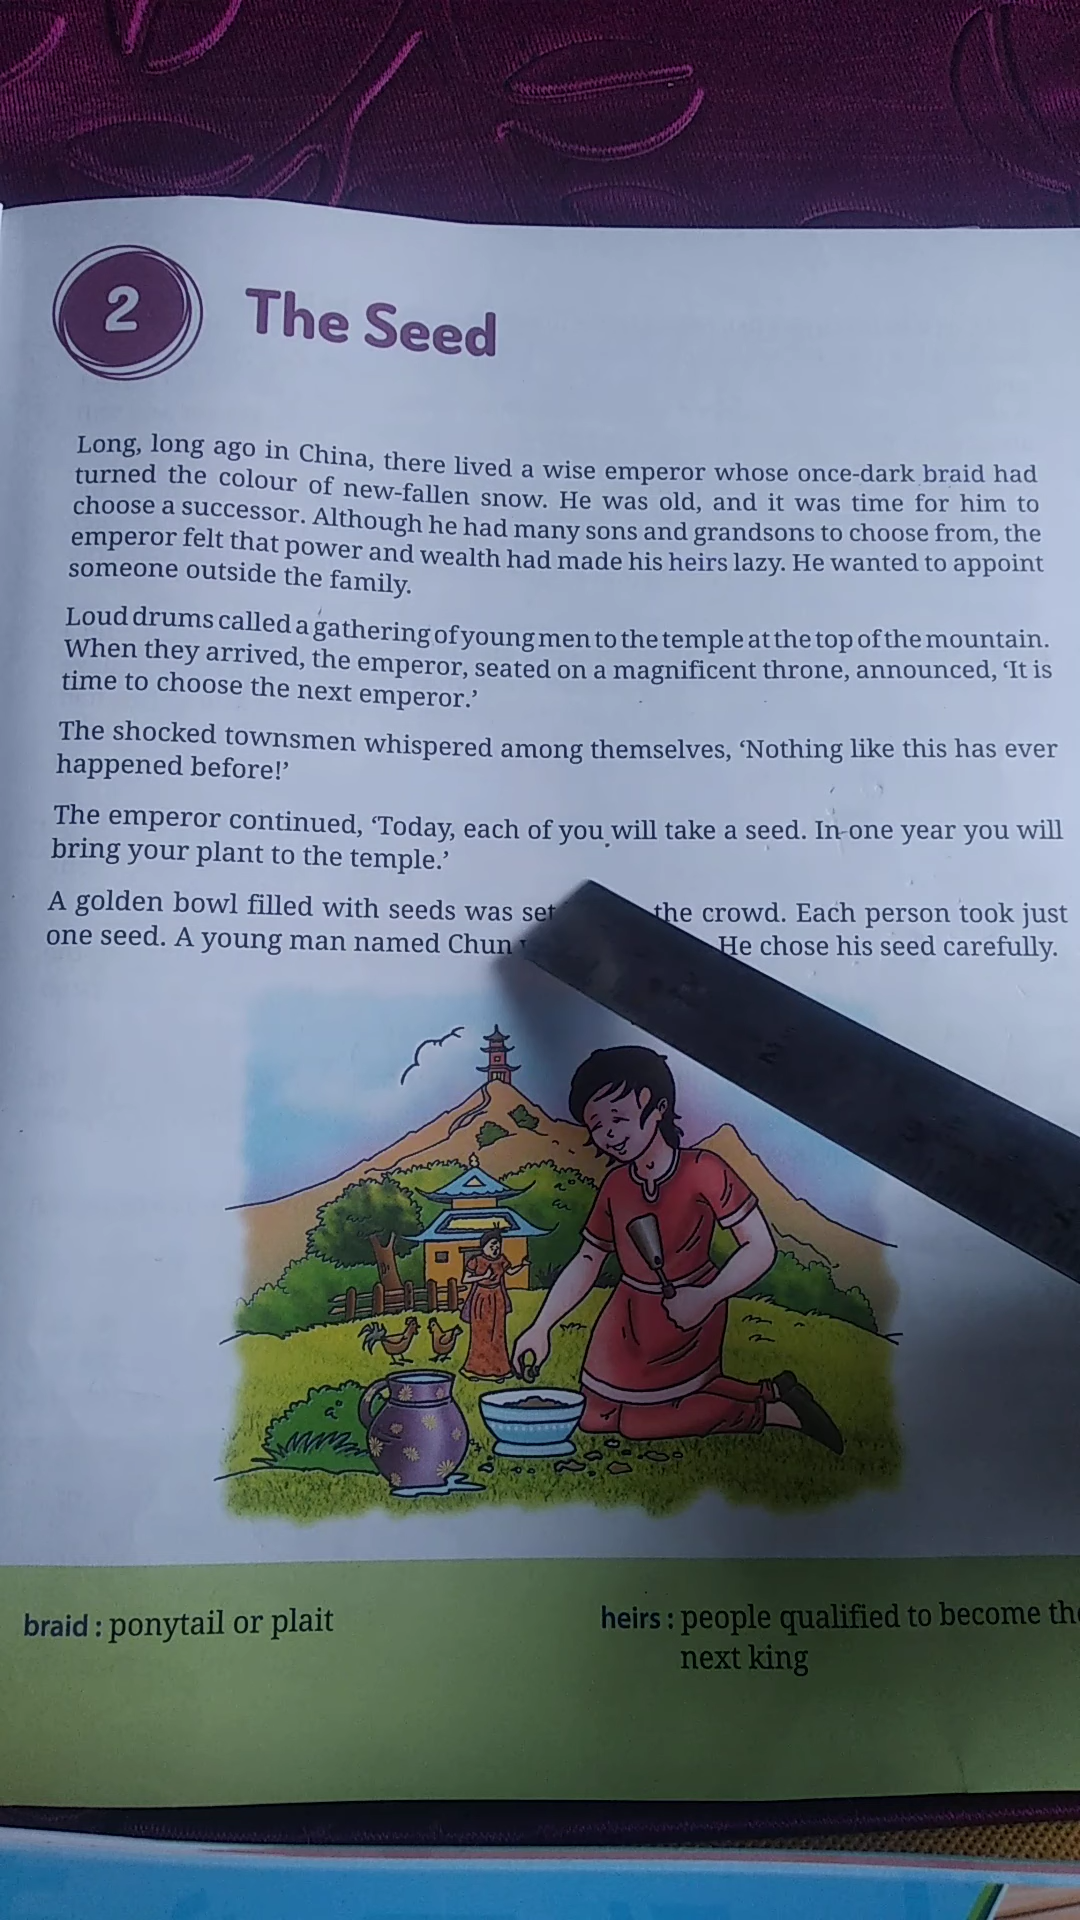 2
The Seed
Long, long ago in China, there lived a wise emperor whose once-dark braid had
turned the colour of new-fallen snow. He was old, and it was time for him to
choose a successor. Although he had many sons and grandsons to choose from, the
emperor felt that power and wealth had made his heirs lazy. He wanted to appoint
someone outside the family.
Loud drums called a gathering of young men to the temple at the top of the mountain.
When they arrived, the emperor, seated on a magnificent throne, announced, ‘It is
time to choose the next emperor.’
The shocked townsmen whispered among themselves, ‘Nothing like this has ever
happened before!’
The emperor continued, ‘Today, each of you will take a seed. In one year you will
bring your plant to the temple.’
A golden bowl filled with seeds was set the crowd. Each person took just
one seed. A young man named Chun He chose his seed carefully.
braid : ponytail or plait
heirs : people qualified to become
next king